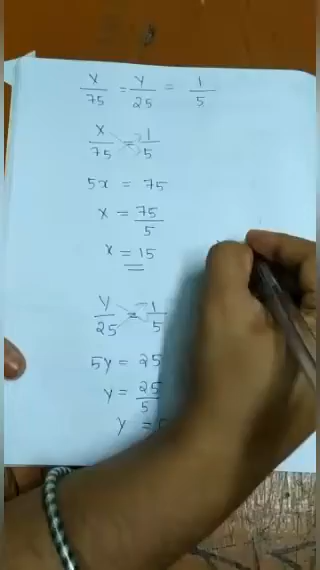 x/75 = y/25 = 1/5
x/75 = 1/5
5x = 75
x = 75/5
x = 15
y/25 = 1/5
5y = 25
y = 25/5
y =